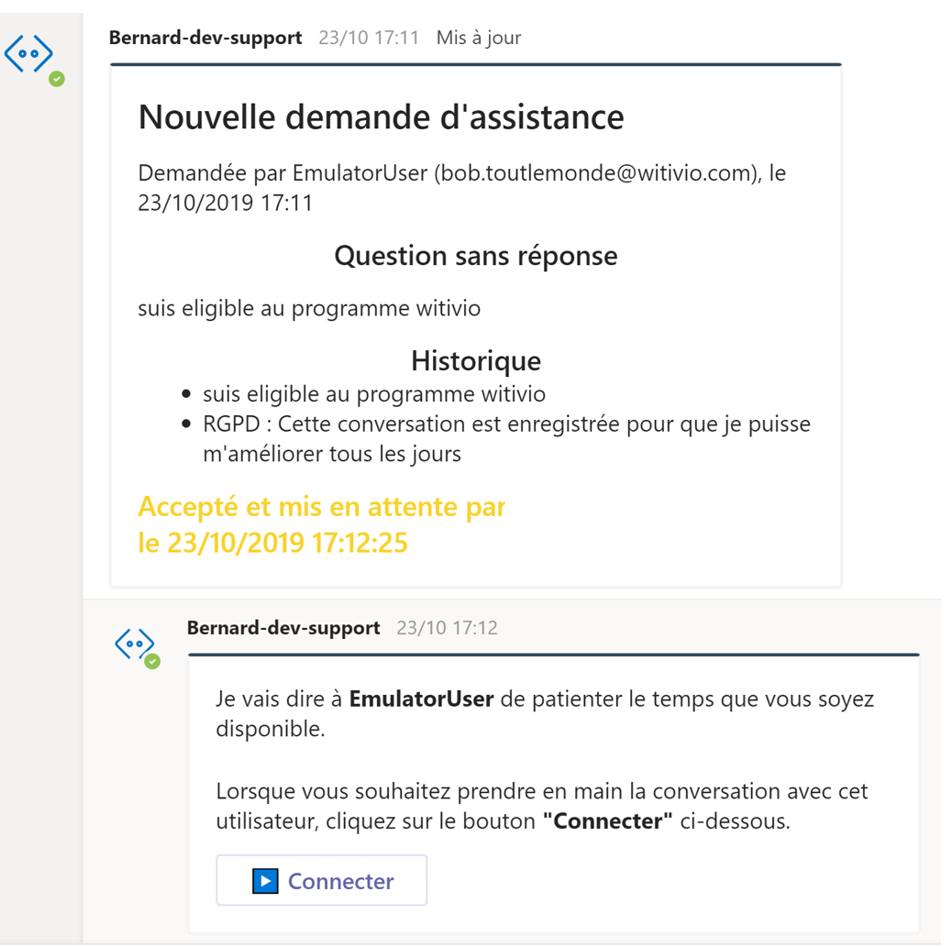 Bernard-dev-support 23/10 17:11 Mis à jour
Nouvelle demande d'assistance
Demandée par EmulatorUser (bob.toutlemonde@witivio.com), le
23/10/2019 17:11
Question sans réponse
suis eligible au programme witivio
Historique
• suis eligible au programme witivio
• RGPD : Cette conversation est enregistrée pour que je puisse
m'améliorer tous les jours
Accepté et mis en attente par
le 23/10/2019 17:12:25
Bernard-dev-support 23/10 17:12
Je vais dire à EmulatorUser de patienter le temps que vous soyez
disponible.
Lorsque vous souhaitez prendre en main la conversation avec cet
utilisateur, cliquez sur le bouton "Connecter" ci-dessous.
Connecter